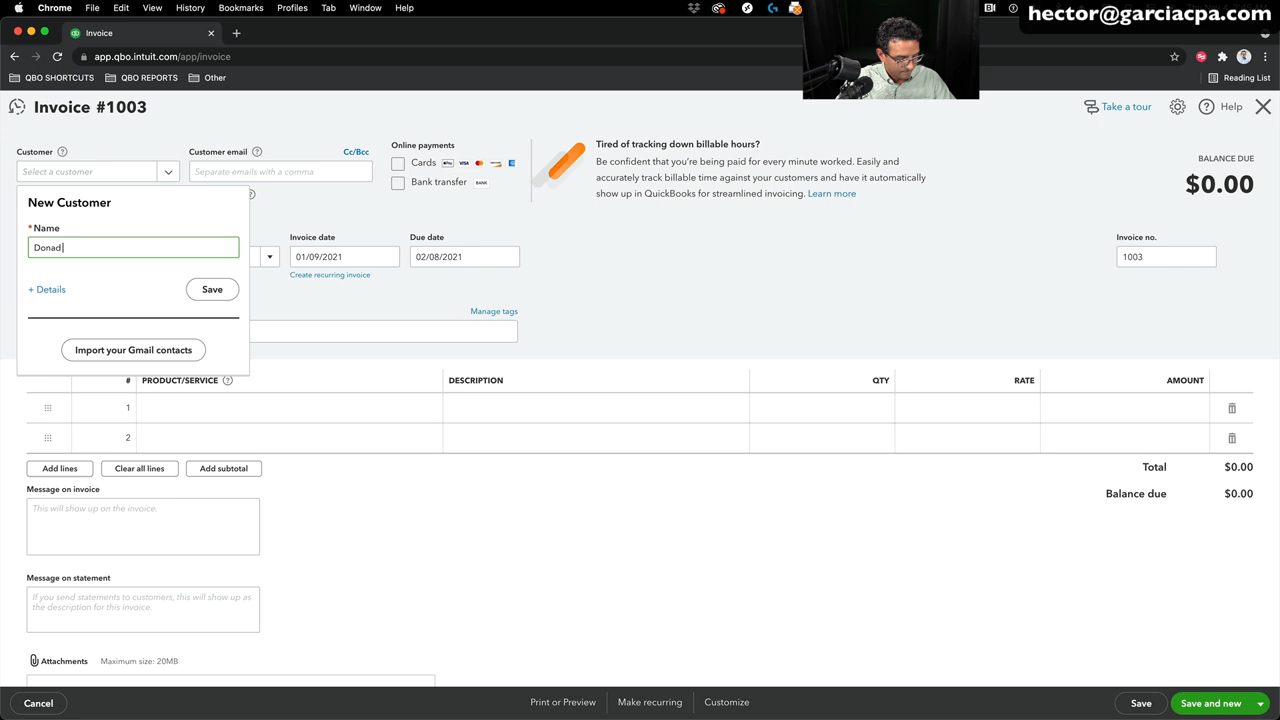 Chrome File Edit View History Bookmarks Profiles Tab Window Help
hector@garciacpa.com
Invoice
app.qbo.intuit.com/app/invoice
QBO SHORTCUTS QBO REPORTS Other Reading List
Invoice #1003 Take a tour Help
Customer Customer email Cc/Bcc
Select a customer Separate emails with a comma
Online payments
Cards VISA
Bank transfer BANK
Tired of tracking down billable hours?
Be confident that you're being paid for every minute worked. Easily and
accurately track billable time against your customers and have it automatically
show up in QuickBooks for streamlined invoicing. Learn more
BALANCE DUE
$0.00
New Customer
* Name
Donad
+ Details Save
Import your Gmail contacts
Invoice date Due date Invoice no.
01/09/2021 02/08/2021 1003
Create recurring invoice
Manage tags
# PRODUCT/SERVICE DESCRIPTION QTY RATE AMOUNT
1
2
Add lines Clear all lines Add subtotal
Total $0.00
Balance due $0.00
Message on invoice
This will show up on the invoice.
Message on statement
If you send statements to customers, this will show up as
the description for this invoice.
Attachments Maximum size: 20MB
Cancel Print or Preview Make recurring Customize Save Save and new